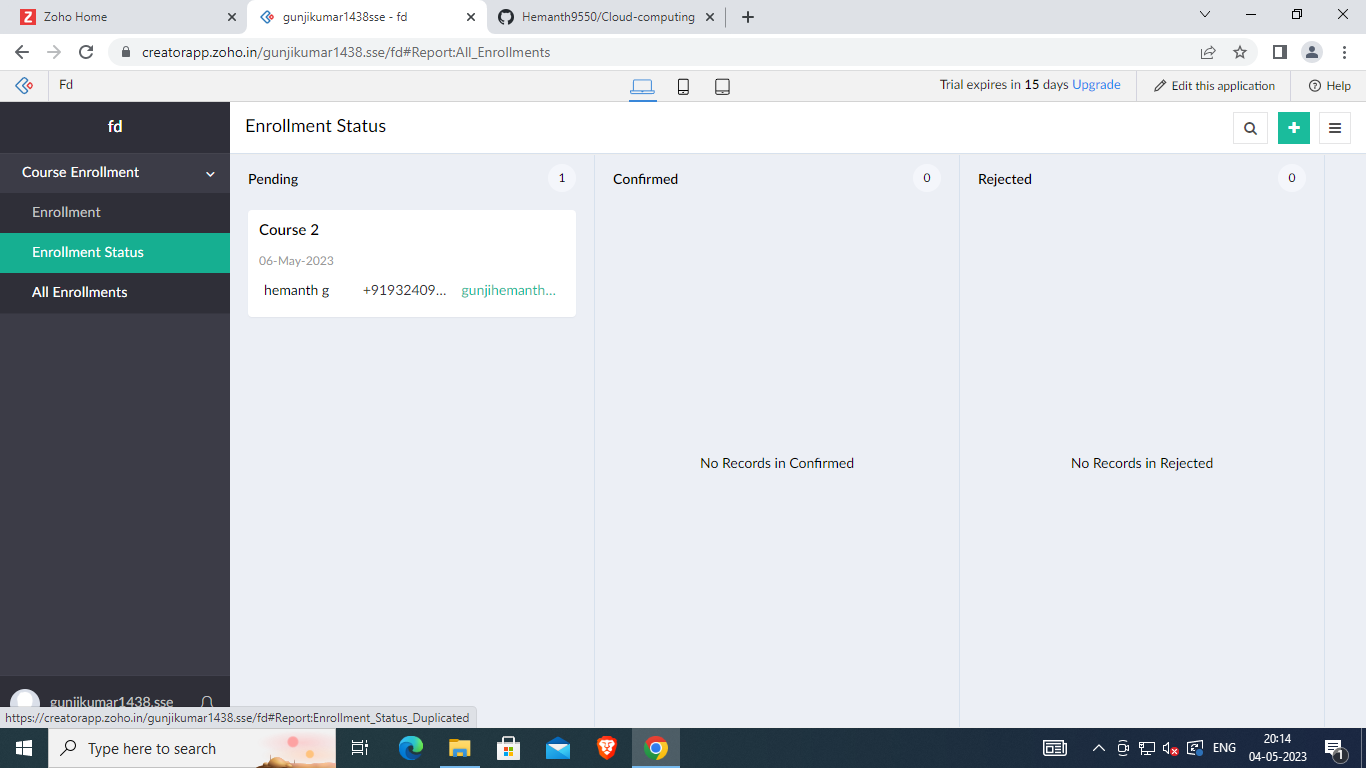 Zoho Home
gunjikumar1438sse - fd
Hemanth9550/Cloud-computing
creatorapp.zoho.in/gunjikumar1438.sse/fd#Report:All_Enrollments
Fd
Trial expires in 15 days Upgrade
Edit this application
Help
fd
Enrollment Status
Course Enrollment
Enrollment
Enrollment Status
All Enrollments
Pending
1
Confirmed
0
Rejected
0
Course 2
06-May-2023
hemanth g
+91932409...
gunjihemanth...
No Records in Confirmed
No Records in Rejected
gunjikumar1438.sse
https://creatorapp.zoho.in/gunjikumar1438.sse/fd#Report:Enrollment_Status_Duplicated
Type here to search
ENG
20:14
04-05-2023
1